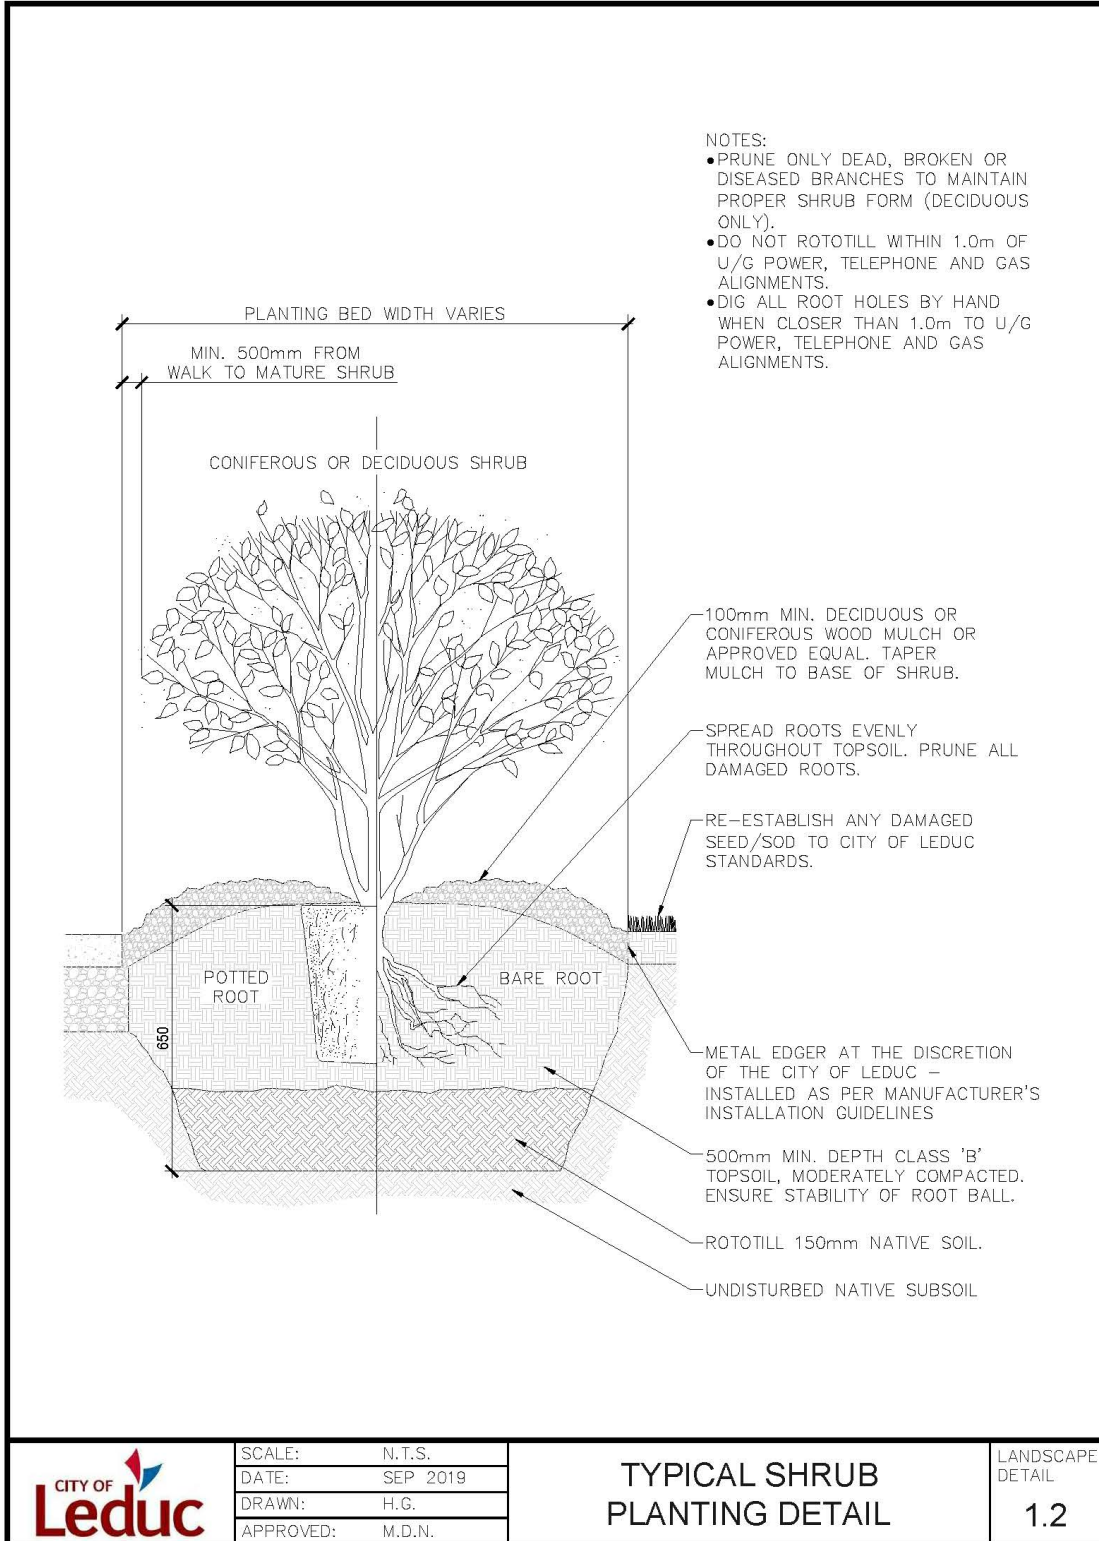 NOTES:
•PRUNE ONLY DEAD, BROKEN OR
DISEASED BRANCHES TO MAINTAIN
PROPER SHRUB FORM (DECIDUOUS
ONLY).
•DO NOT ROTOTILL WITHIN 1.0m OF
U/G POWER, TELEPHONE AND GAS
ALIGNMENTS.
•DIG ALL ROOT HOLES BY HAND
WHEN CLOSER THAN 1.0m TO U/G
POWER, TELEPHONE AND GAS
ALIGNMENTS.
PLANTING BED WIDTH VARIES
MIN. 500mm FROM
WALK TO MATURE SHRUB
CONIFEROUS OR DECIDUOUS SHRUB
100mm MIN. DECIDUOUS OR
CONIFEROUS WOOD MULCH OR
APPROVED EQUAL. TAPER
MULCH TO BASE OF SHRUB.
SPREAD ROOTS EVENLY
THROUGHOUT TOPSOIL. PRUNE ALL
DAMAGED ROOTS.
RE-ESTABLISH ANY DAMAGED
SEED/SOD TO CITY OF LEDUC
STANDARDS.
POTTED
ROOT
BARE ROOT
650
METAL EDGER AT THE DISCRETION
OF THE CITY OF LEDUC –
INSTALLED AS PER MANUFACTURER'S
INSTALLATION GUIDELINES
500mm MIN. DEPTH CLASS 'B'
TOPSOIL, MODERATELY COMPACTED.
ENSURE STABILITY OF ROOT BALL.
ROTOTILL 150mm NATIVE SOIL.
UNDISTURBED NATIVE SUBSOIL
CITY OF
Leduc
SCALE: N.T.S.
DATE: SEP 2019
DRAWN: H.G.
APPROVED: M.D.N.
TYPICAL SHRUB
PLANTING DETAIL
LANDSCAPE
DETAIL
1.2